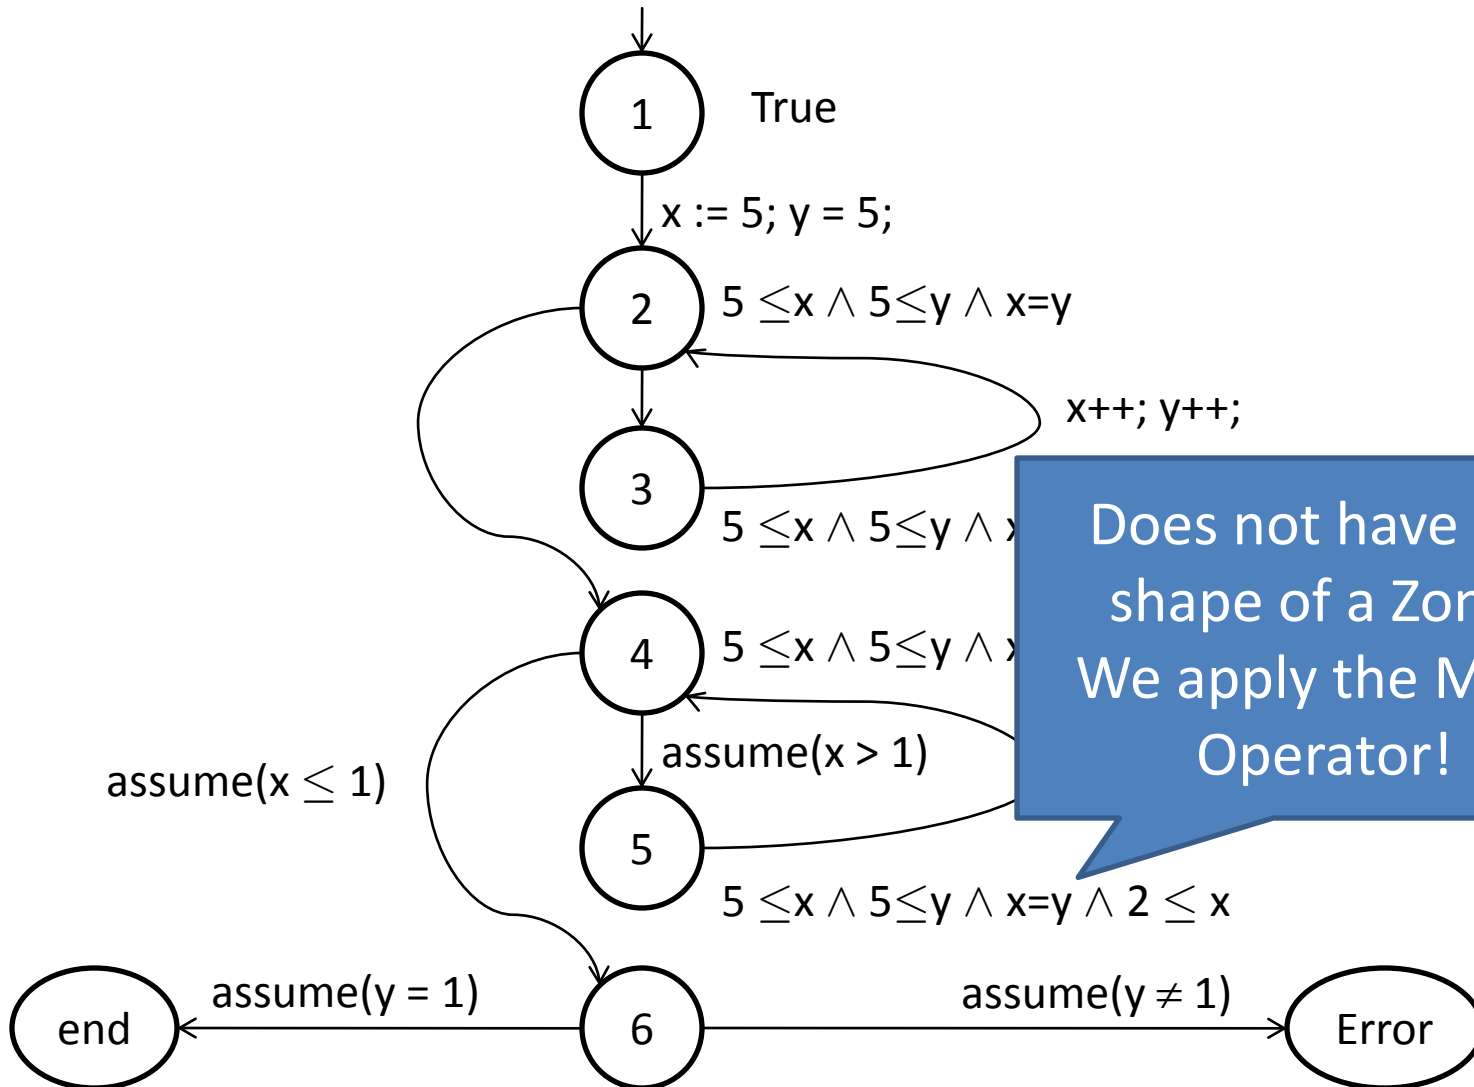 1
True
x := 5; y = 5;
2
5 ≤x ∧ 5≤y ∧ x=y
x++; y++;
3
5 ≤x ∧ 5≤y ∧
Does not have
shape of a
We apply the
Operator!
4
5 ≤x ∧ 5≤y ∧
assume(x > 1)
assume(x ≤ 1)
5
5 ≤x ∧ 5≤y ∧ x=y ∧ 2 ≤ x
assume(y = 1)
assume(y ≠ 1)
end
6
Error